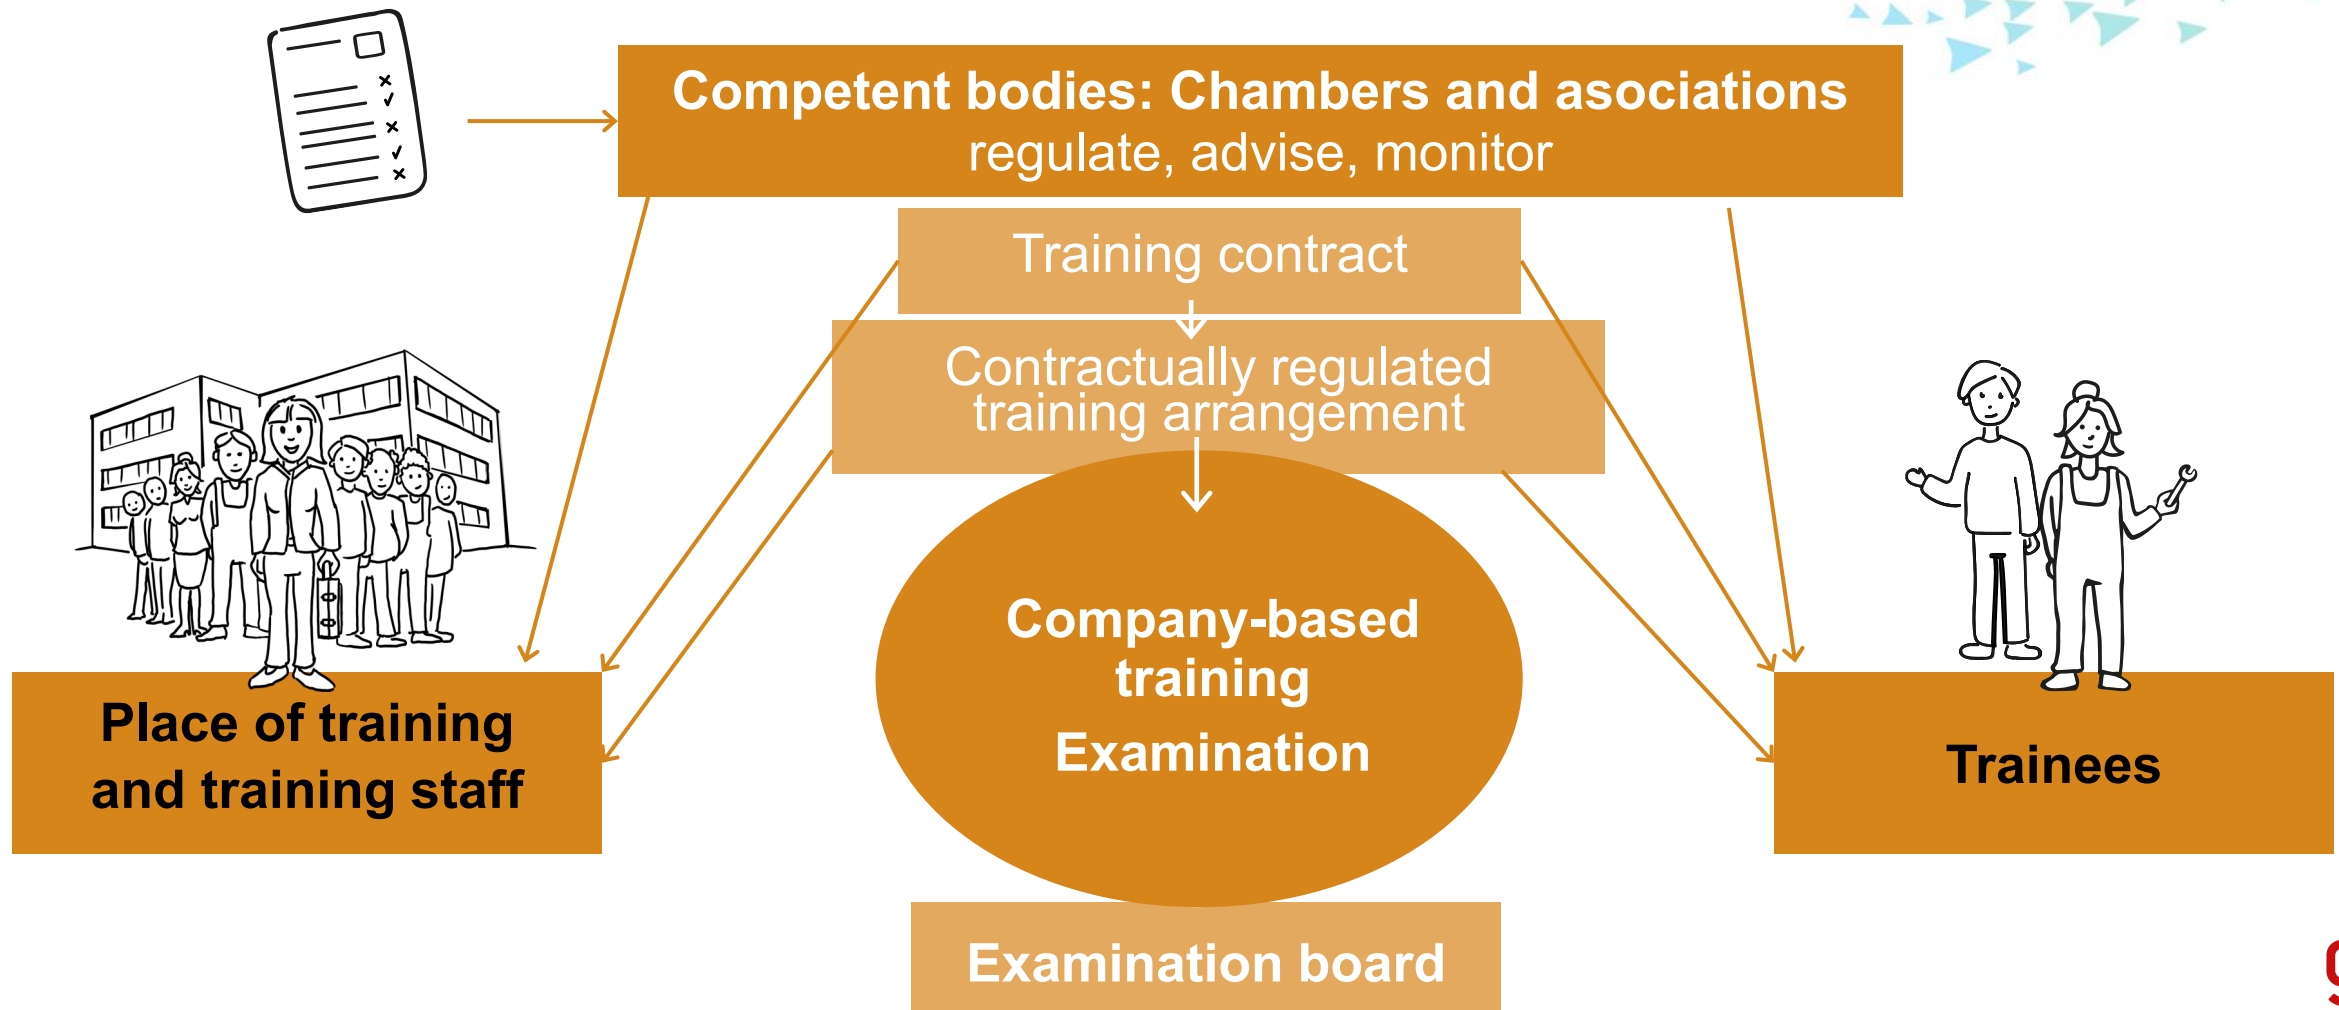 Competent bodies: Chambers and asociations
regulate, advise, monitor
Training contract
Contractually regulated
training arrangement
Company-based
training
Examination
Place of training
and training staff
Trainees
Examination board